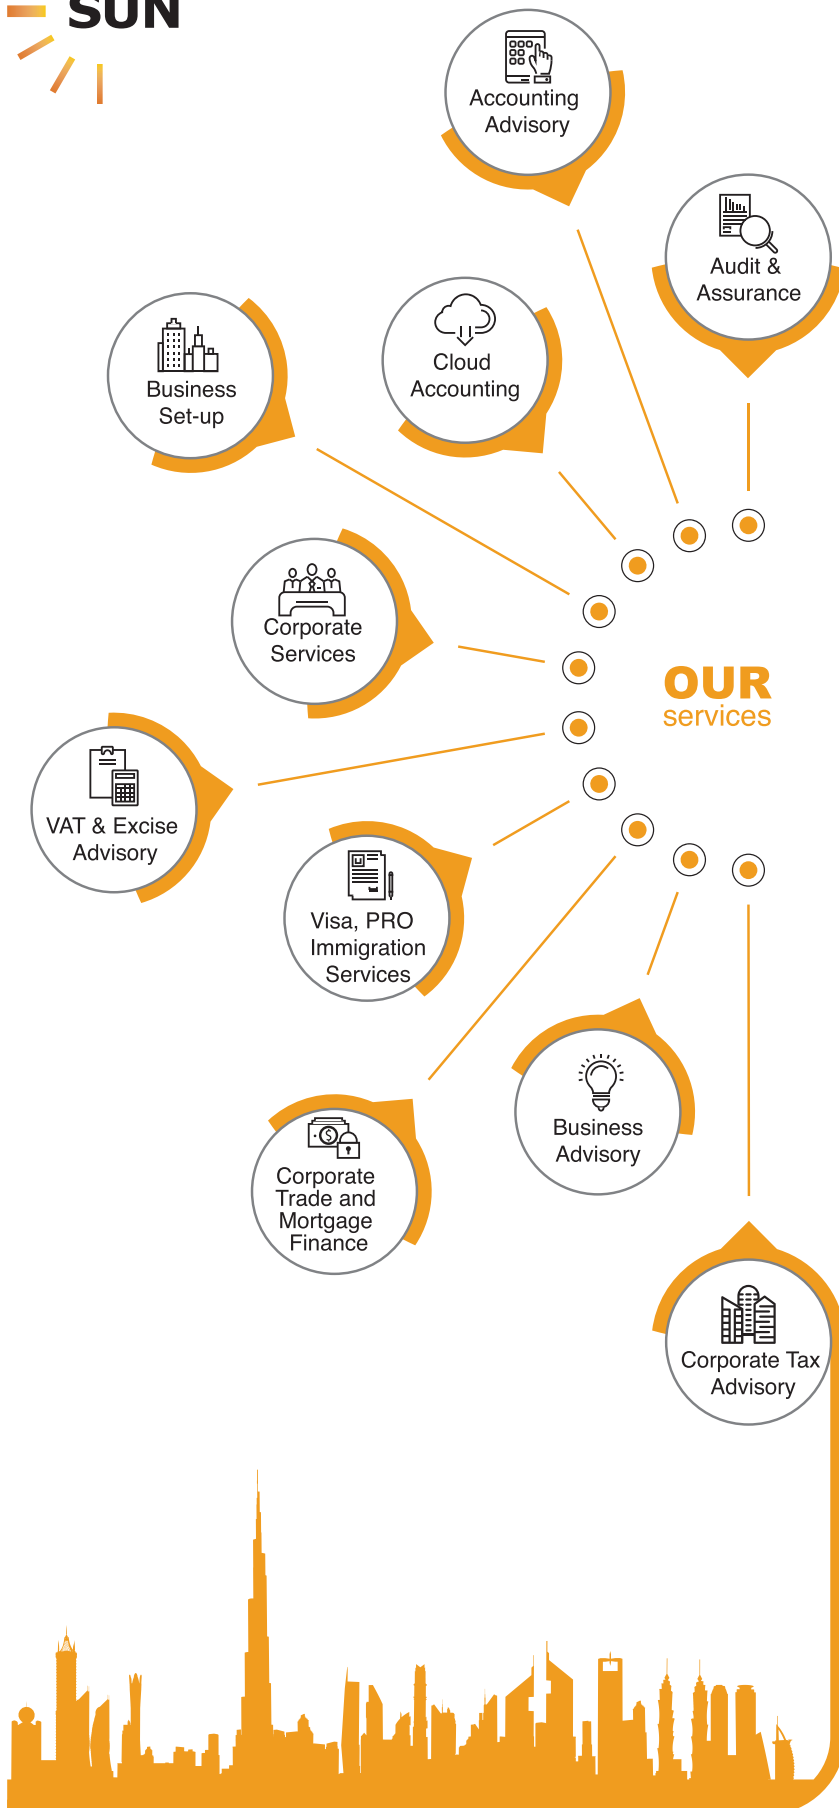 SUN
Accounting
Advisory
Audit &
Assurance
Cloud
Accounting
Business
Set-up
Corporate
Services
OUR
services
VAT & Excise
Advisory
Visa, PRO
Immigration
Services
Business
Advisory
Corporate
Trade and
Mortgage
Finance
Corporate Tax
Advisory